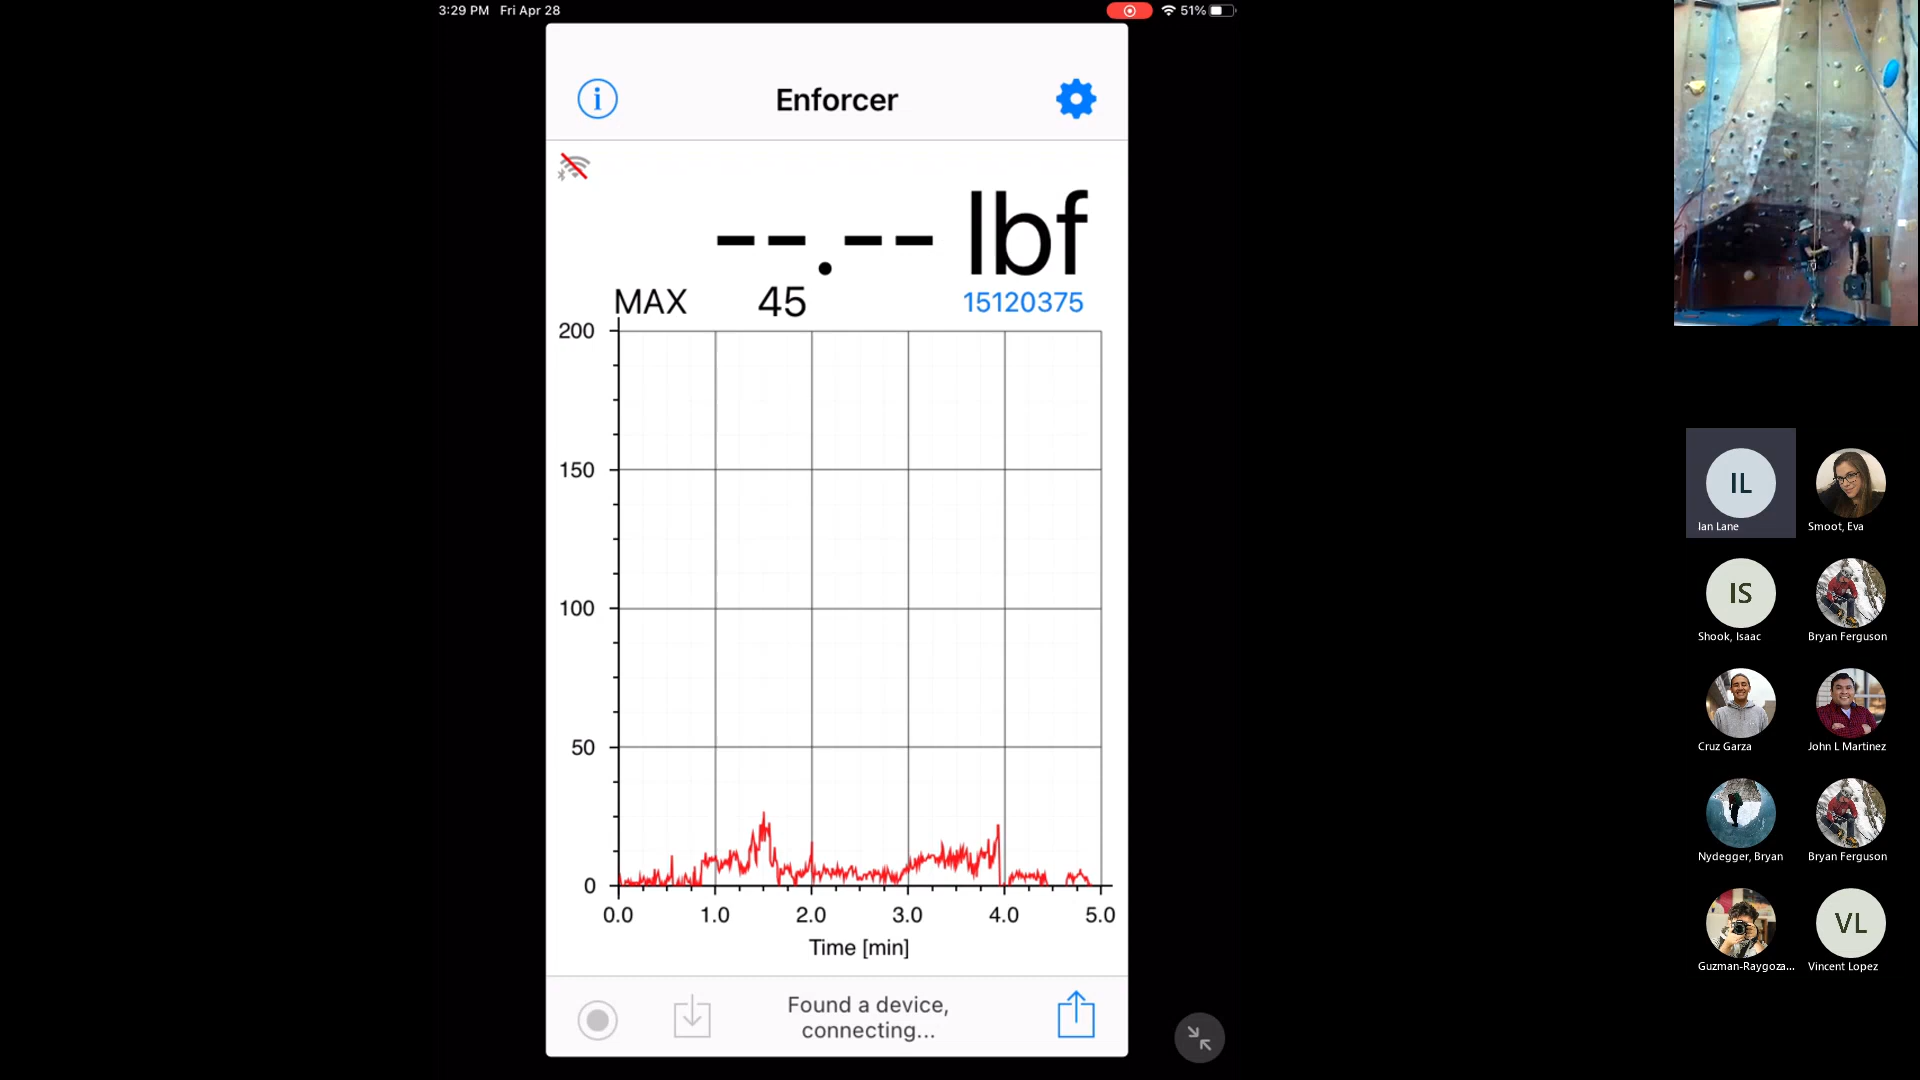 3:29 PM Fri Apr 28
51%
Enforcer
--.-- lbf
MAX 45 15120375
200
150
100
50
0
0.0 1.0 2.0 3.0 4.0 5.0
Time [min]
Found a device,
connecting...
IL
Ian Lane
Smoot, Eva
IS
Shook, Isaac
Bryan Ferguson
Cruz Garza
John L Martinez
Nydegger, Bryan
Bryan Ferguson
Guzman-Raygoza...
VL
Vincent Lopez